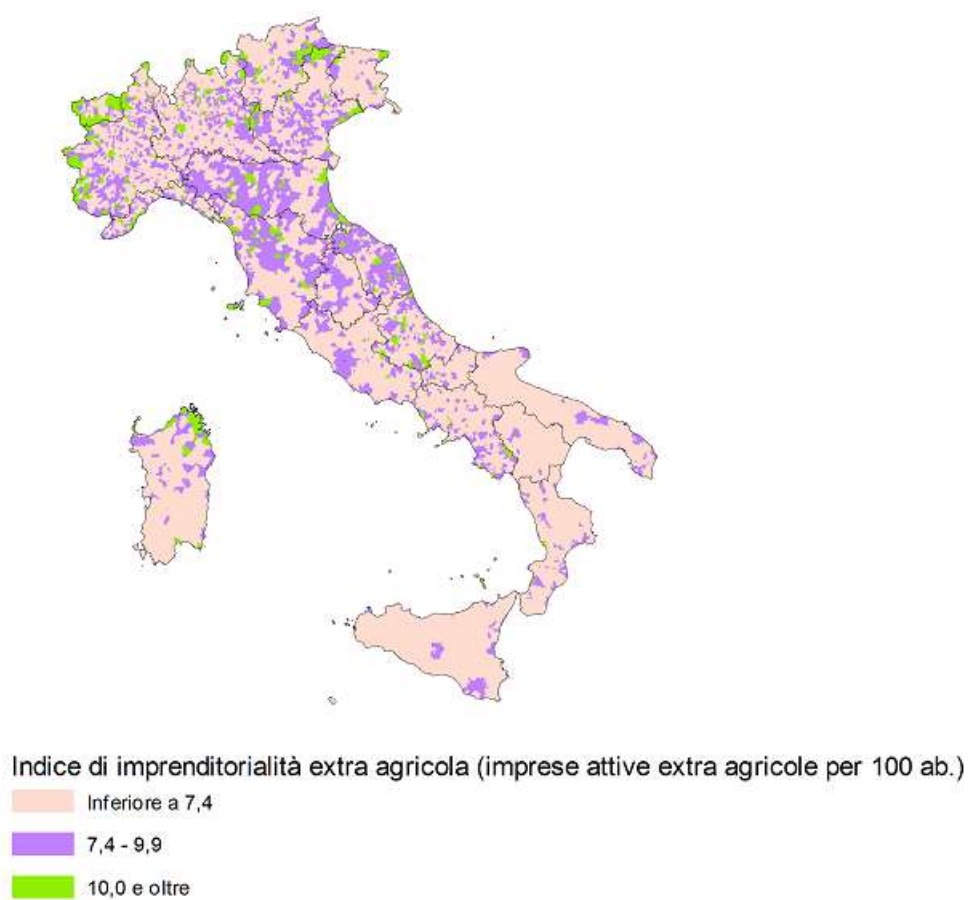 Indice di imprenditorialità extra agricola (imprese attive extra agricole per 100 ab.)
Inferiore a 7,4
7,4 - 9,9
10,0 e oltre